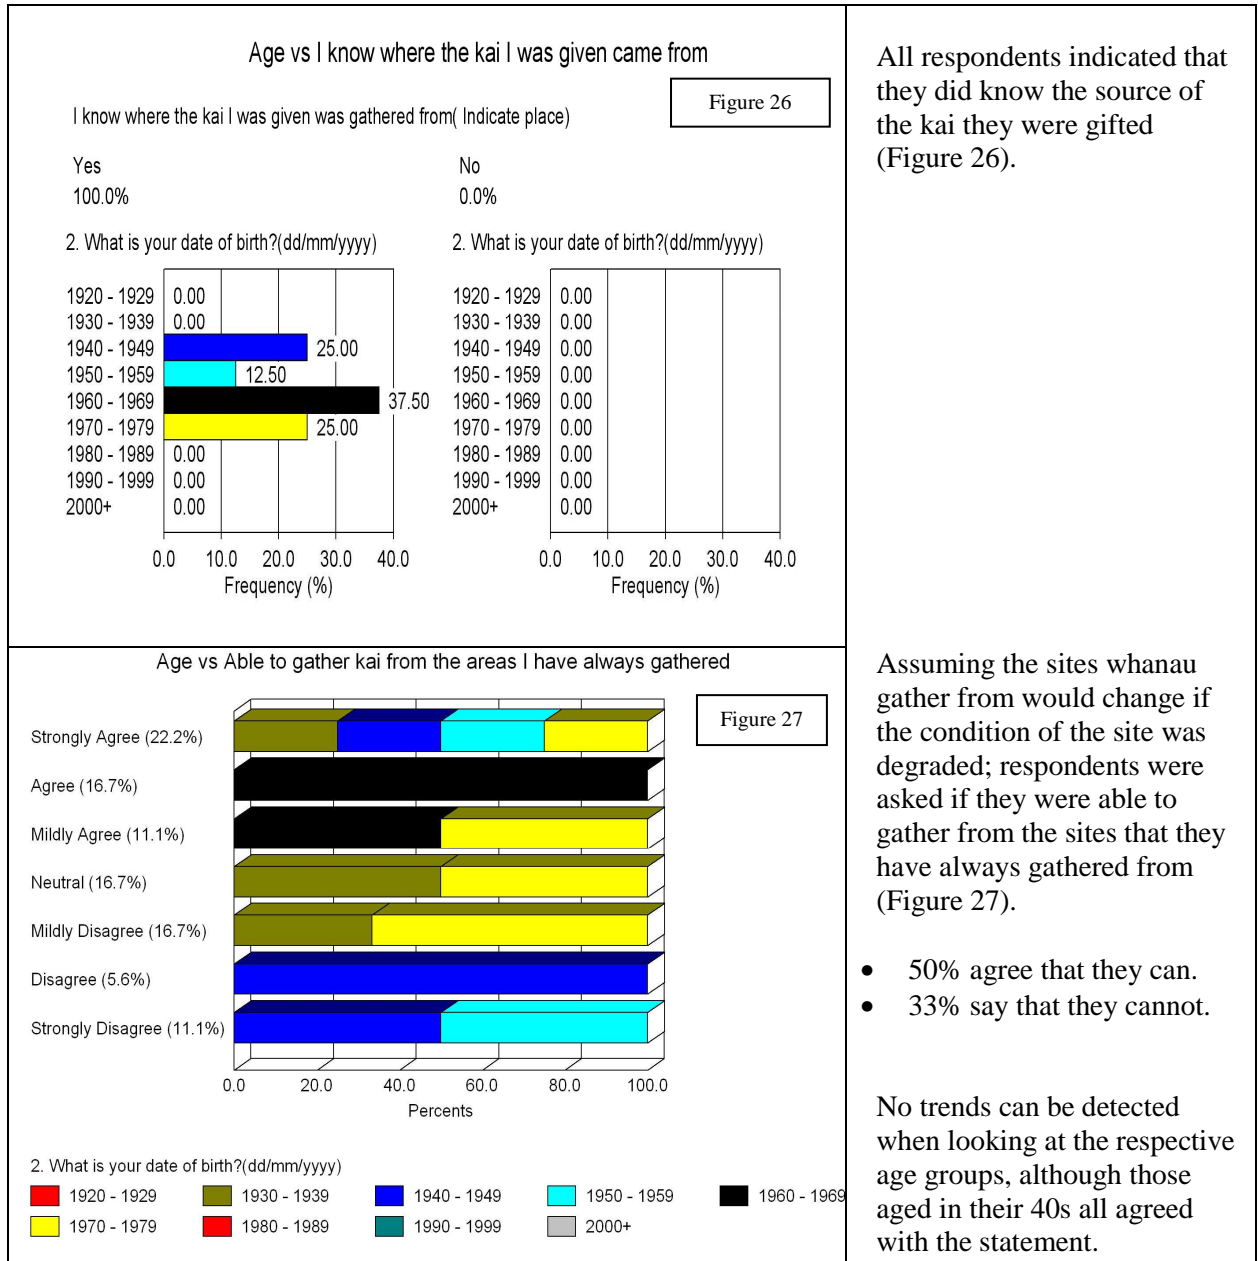 Age vs I know where the kai I was given came from
Figure 26
I know where the kai I was given was gathered from( Indicate place)
Yes
100.0%
2. What is your date of birth?(dd/mm/yyyy)
1920 - 1929 0.00
1930 - 1939 0.00
1940 - 1949 25.00
1950 - 1959 12.50
1960 - 1969 37.50
1970 - 1979 25.00
1980 - 1989 0.00
1990 - 1999 0.00
2000+ 0.00
0.0 10.0 20.0 30.0 40.0
Frequency (%)
No
0.0%
2. What is your date of birth?(dd/mm/yyyy)
1920 - 1929 0.00
1930 - 1939 0.00
1940 - 1949 0.00
1950 - 1959 0.00
1960 - 1969 0.00
1970 - 1979 0.00
1980 - 1989 0.00
1990 - 1999 0.00
2000+ 0.00
0.0 10.0 20.0 30.0 40.0
Frequency (%)
All respondents indicated that
they did know the source of
the kai they were gifted
(Figure 26).
Age vs Able to gather kai from the areas I have always gathered
Figure 27
Strongly Agree (22.2%)
Agree (16.7%)
Mildly Agree (11.1%)
Neutral (16.7%)
Mildly Disagree (16.7%)
Disagree (5.6%)
Strongly Disagree (11.1%)
0.0 20.0 40.0 60.0 80.0 100.0
Percents
2. What is your date of birth?(dd/mm/yyyy)
1920 - 1929 1930 - 1939 1940 - 1949 1950 - 1959 1960 - 1969
1970 - 1979 1980 - 1989 1990 - 1999 2000+
Assuming the sites whanau
gather from would change if
the condition of the site was
degraded; respondents were
asked if they were able to
gather from the sites that they
have always gathered from
(Figure 27).
• 50% agree that they can.
• 33% say that they cannot.
No trends can be detected
when looking at the respective
age groups, although those
aged in their 40s all agreed
with the statement.